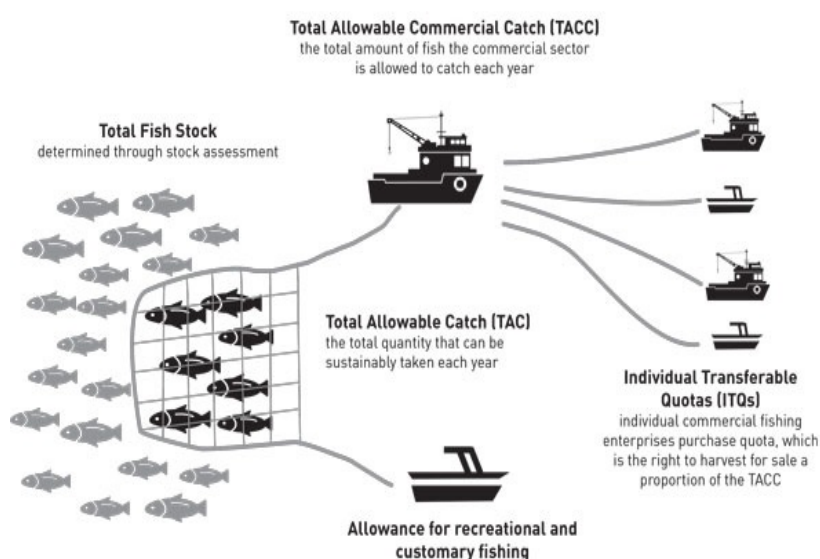 Total Allowable Commercial Catch (TACC)
the total amount of fish the commercial sector
is allowed to catch each year
Total Fish Stock
determined through stock assessment
Total Allowable Catch (TAC)
the total quantity that can be
sustainably taken each year
Individual Transferable
Quotas (ITQs)
individual commercial fishing
enterprises purchase quota, which
is the right to harvest for sale a
proportion of the TACC
Allowance for recreational and
customary fishing